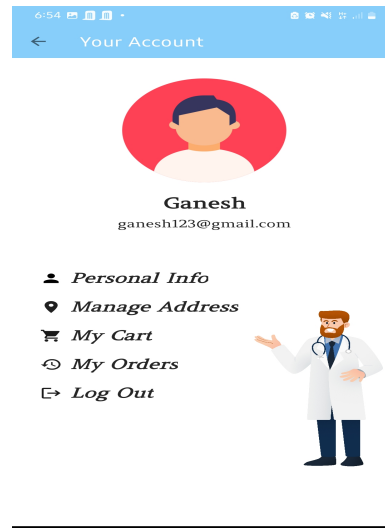 6:54
Your Account
Ganesh
ganesh123@gmail.com
Personal Info
Manage Address
My Cart
My Orders
Log Out